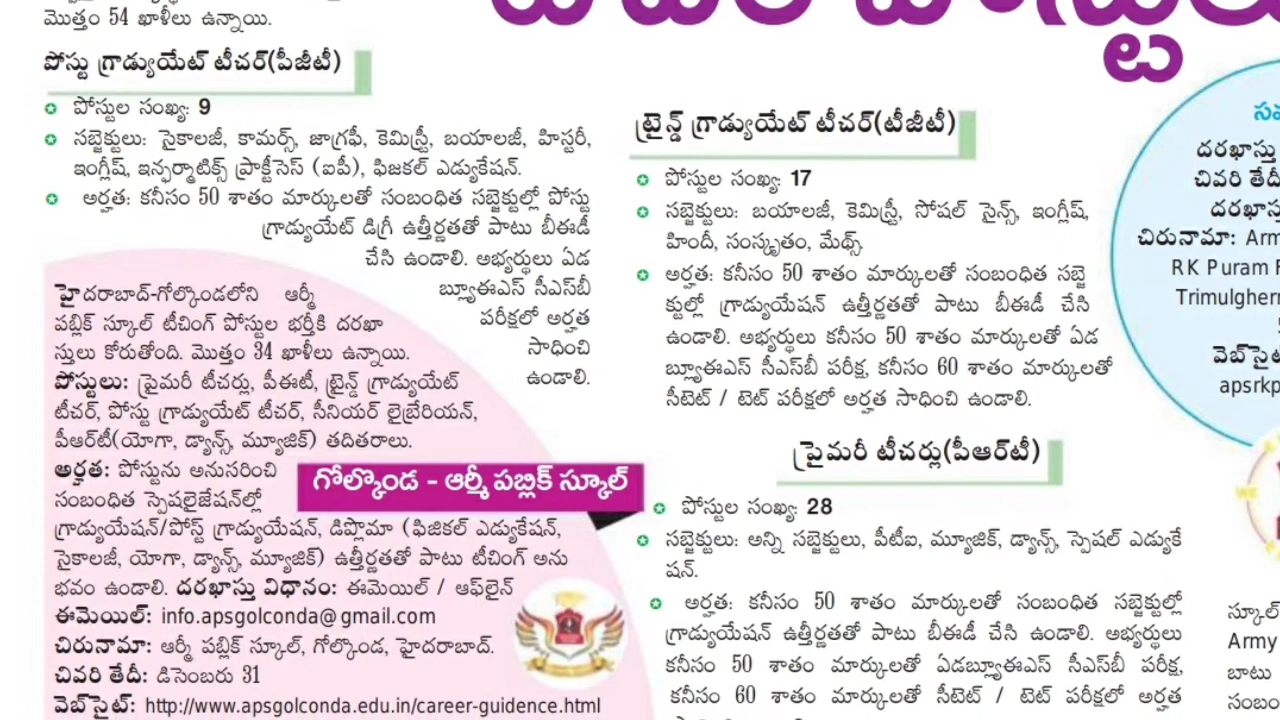 మొత్తం 54 ఖాళీలు ఉన్నాయి.
పోస్టు గ్రాడ్యుయేట్ టీచర్(పీజీటీ)
పోస్టుల సంఖ్య: 9
సబ్జెక్టులు: సైకాలజీ, కామర్స్, జాగ్రఫీ, కెమిస్ట్రీ, బయాలజీ, హిస్టరీ,
ఇంగ్లీష్, ఇన్ఫర్మాటిక్స్ ప్రాక్టీసెస్ (ఐపీ), ఫిజికల్ ఎడ్యుకేషన్.
అర్హత: కనీసం 50 శాతం మార్కులతో సంబంధిత సబ్జెక్టుల్లో పోస్టు
గ్రాడ్యుయేట్ డిగ్రీ ఉత్తీర్ణతతో పాటు బీఈడీ
చేసి ఉండాలి. అభ్యర్థులు ఏడ
బ్ల్యూఈఎస్ సీఎస్‌బీ
పరీక్షలో అర్హత
సాధించి
ఉండాలి.
హైదరాబాద్-గోల్కొండలోని ఆర్మీ
పబ్లిక్ స్కూల్ టీచింగ్ పోస్టుల భర్తీకి దరఖా
స్తులు కోరుతోంది. మొత్తం 34 ఖాళీలు ఉన్నాయి.
పోస్టులు: ప్రైమరీ టీచర్లు, పీఈటీ, ట్రైన్డ్ గ్రాడ్యుయేట్
టీచర్, పోస్టు గ్రాడ్యుయేట్ టీచర్, సీనియర్ లైబ్రేరియన్,
పీఆర్‌టీ(యోగా, డ్యాన్స్, మ్యూజిక్) తదితరాలు.
అర్హత: పోస్టును అనుసరించి
సంబంధిత స్పెషలైజేషన్‌ల్లో
గ్రాడ్యుయేషన్/పోస్ట్ గ్రాడ్యుయేషన్, డిప్లొమా (ఫిజికల్ ఎడ్యుకేషన్,
సైకాలజీ, యోగా, డ్యాన్స్, మ్యూజిక్) ఉత్తీర్ణతతో పాటు టీచింగ్ అను
భవం ఉండాలి. దరఖాస్తు విధానం: ఈమెయిల్ / ఆఫ్‌లైన్
ఈమెయిల్: info.apsgolconda@gmail.com
చిరునామా: ఆర్మీ పబ్లిక్ స్కూల్, గోల్కొండ, హైదరాబాద్.
చివరి తేదీ: డిసెంబరు 31
వెబ్‌సైట్: http://www.apsgolconda.edu.in/career-guidence.html
గోల్కొండ - ఆర్మీ పబ్లిక్ స్కూల్
ట్రైన్డ్ గ్రాడ్యుయేట్ టీచర్(టీజీటీ)
పోస్టుల సంఖ్య: 17
సబ్జెక్టులు: బయాలజీ, కెమిస్ట్రీ, సోషల్ సైన్స్, ఇంగ్లీష్,
హిందీ, సంస్కృతం, మేథ్స్.
అర్హత: కనీసం 50 శాతం మార్కులతో సంబంధిత సబ్జె
క్టుల్లో గ్రాడ్యుయేషన్ ఉత్తీర్ణతతో పాటు బీఈడీ చేసి
ఉండాలి. అభ్యర్థులు కనీసం 50 శాతం మార్కులతో ఏడ
బ్ల్యూఈఎస్ సీఎస్‌బీ పరీక్ష, కనీసం 60 శాతం మార్కులతో
సీటెట్ / టెట్ పరీక్షలో అర్హత సాధించి ఉండాలి.
ప్రైమరీ టీచర్లు(పీఆర్‌టీ)
పోస్టుల సంఖ్య: 28
సబ్జెక్టులు: అన్ని సబ్జెక్టులు, పీటీఐ, మ్యూజిక్, డ్యాన్స్, స్పెషల్ ఎడ్యుకే
షన్.
అర్హత: కనీసం 50 శాతం మార్కులతో సంబంధిత సబ్జెక్టుల్లో
గ్రాడ్యుయేషన్ ఉత్తీర్ణతతో పాటు బీఈడీ చేసి ఉండాలి. అభ్యర్థులు
కనీసం 50 శాతం మార్కులతో ఏడబ్ల్యూఈఎస్ సీఎస్‌బీ పరీక్ష,
కనీసం 60 శాతం మార్కులతో సీటెట్ / టెట్ పరీక్షలో అర్హత
దరఖాస్తు
చివరి తేదీ
చిరునామా: Arm
RK Puram
Trimulgher
వెబ్‌సైట్
apsrkp
స్కూల్
Army
బాటు